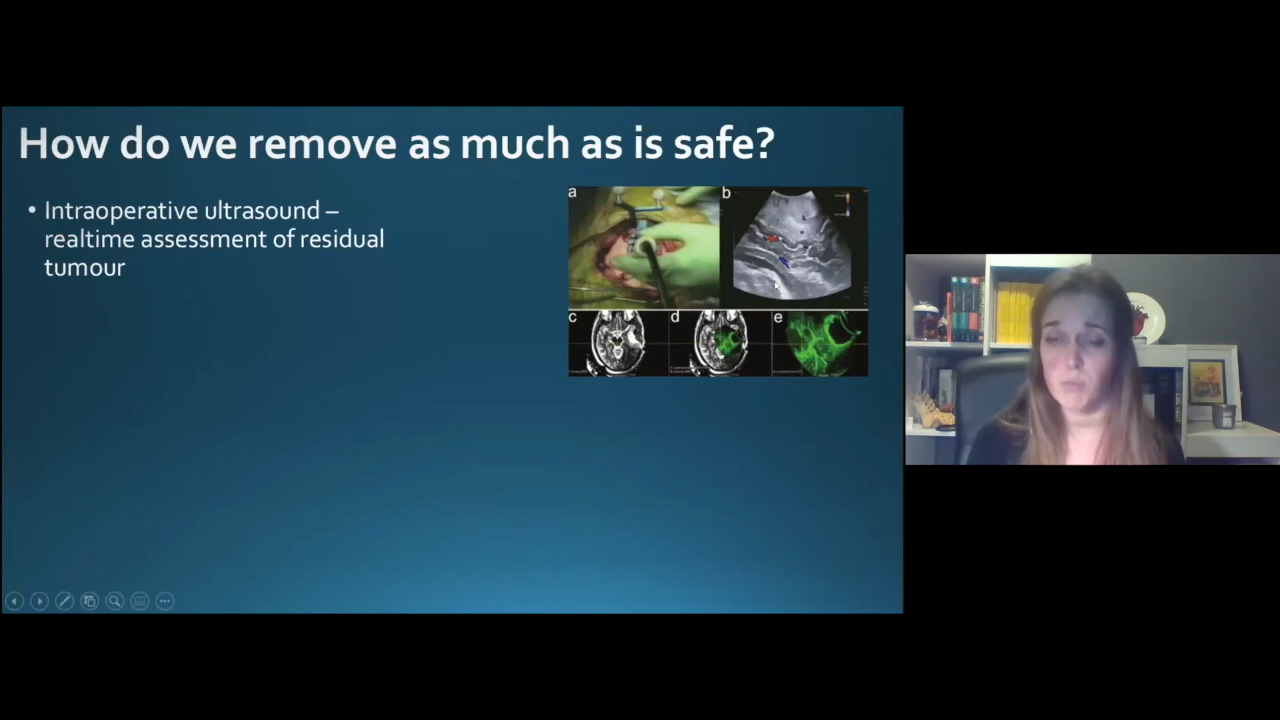 How do we remove as much as is safe?
• Intraoperative ultrasound –
realtime assessment of residual
tumour
a
b
c
d
e